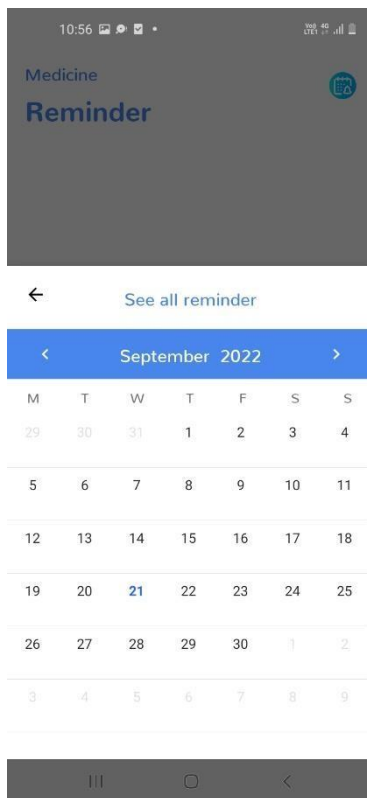 10:56
Medicine
Reminder
See all reminder
September 2022
M T W T F S S
29 30 31 1 2 3 4
5 6 7 8 9 10 11
12 13 14 15 16 17 18
19 20 21 22 23 24 25
26 27 28 29 30 1 2
3 4 5 6 7 8 9